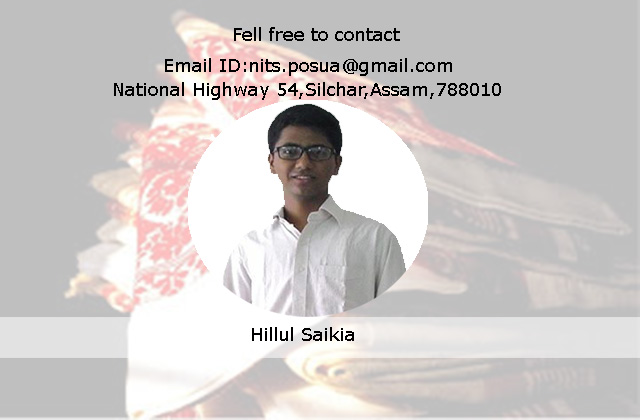 Fell free to contact
Email ID:nits.posua@gmail.com
National Highway 54,Silchar,Assam,788010
Hillul Saikia